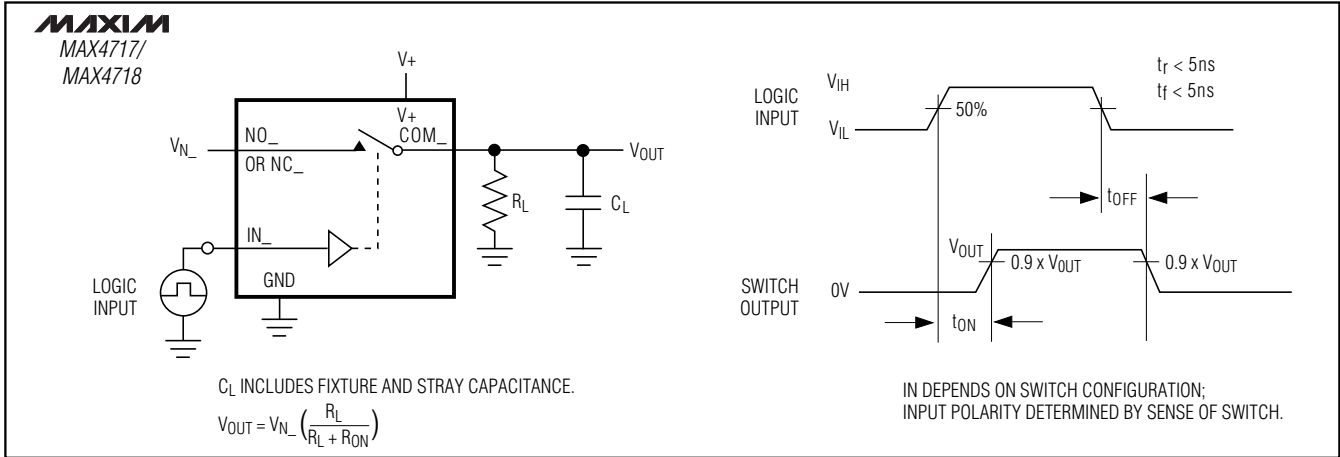 MAXIM
MAX4717/
MAX4718
V+
V+
NO_
COM_
V_N_
OR NC_
V_OUT
R_L
C_L
IN_
GND
LOGIC
INPUT
C_L INCLUDES FIXTURE AND STRAY CAPACITANCE.
V_OUT = V_N_ (R_L / (R_L + R_ON))
t_r < 5ns
t_f < 5ns
LOGIC
INPUT
V_IH
50%
V_IL
t_OFF
V_OUT
0.9 x V_OUT
0.9 x V_OUT
SWITCH
OUTPUT
0V
t_ON
IN DEPENDS ON SWITCH CONFIGURATION;
INPUT POLARITY DETERMINED BY SENSE OF SWITCH.